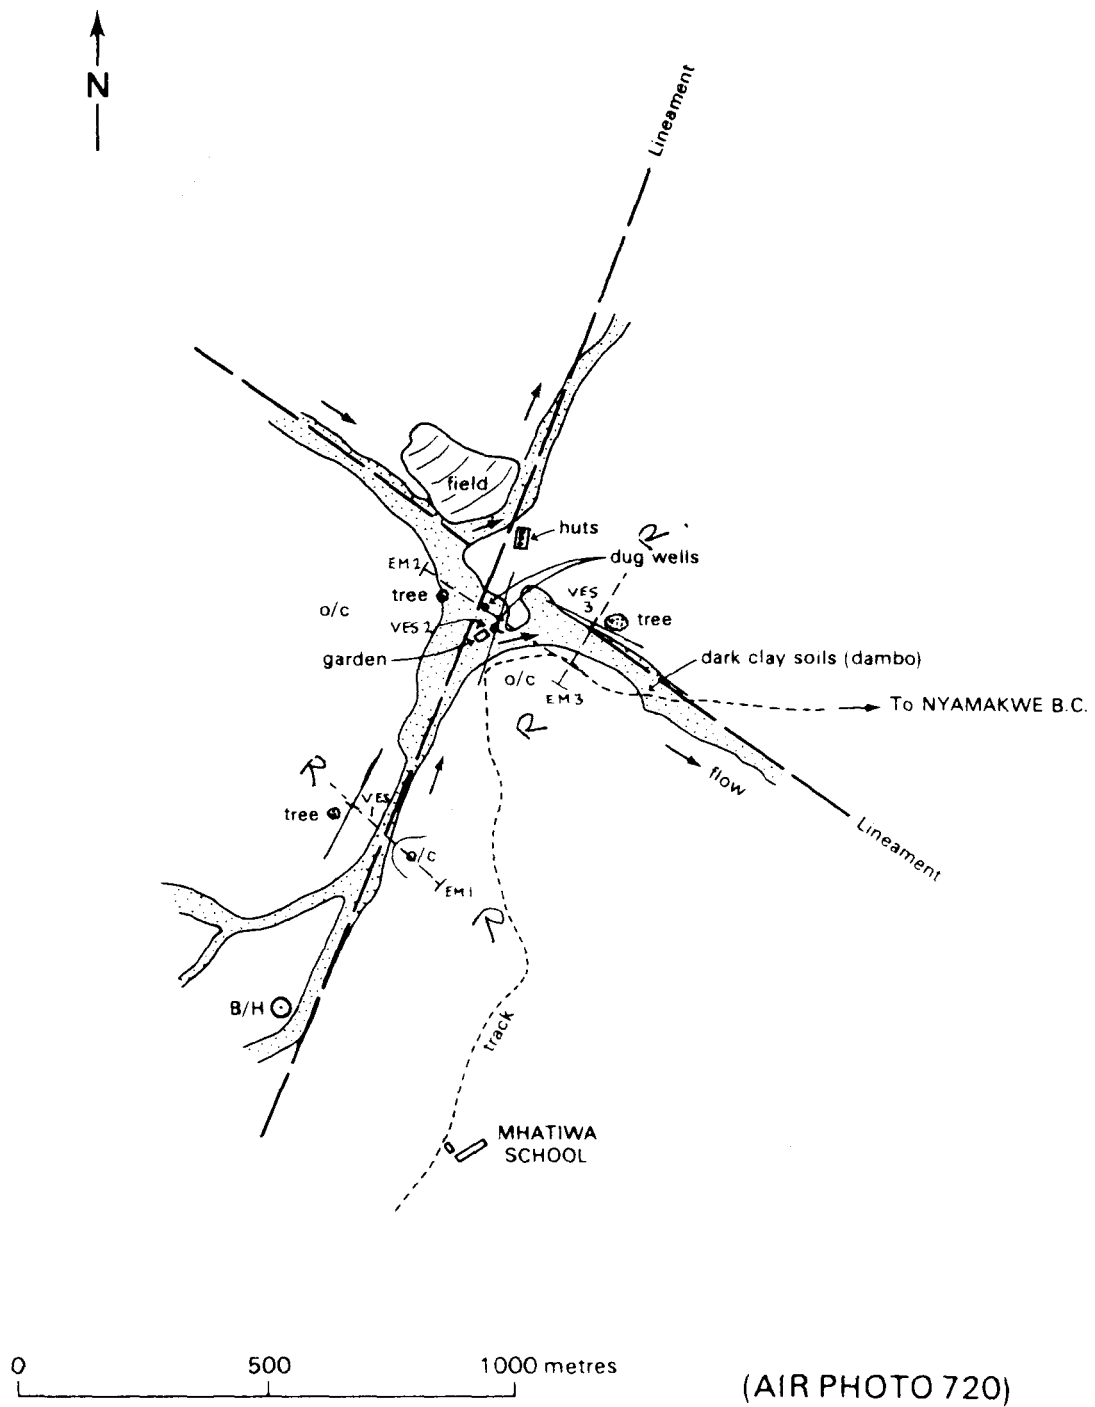 N
Lineament
field
huts
R
EM2
dug wells
tree
VES
3
o/c
tree
VES 2
garden
dark clay soils (dambo)
o/c
EM3
To NYAMAKWE B.C.
R
flow
R
VES
1
tree
Lineament
o/c
EM1
R
B/H
track
MHATIWA
SCHOOL
0 500 1000 metres
(AIR PHOTO 720)